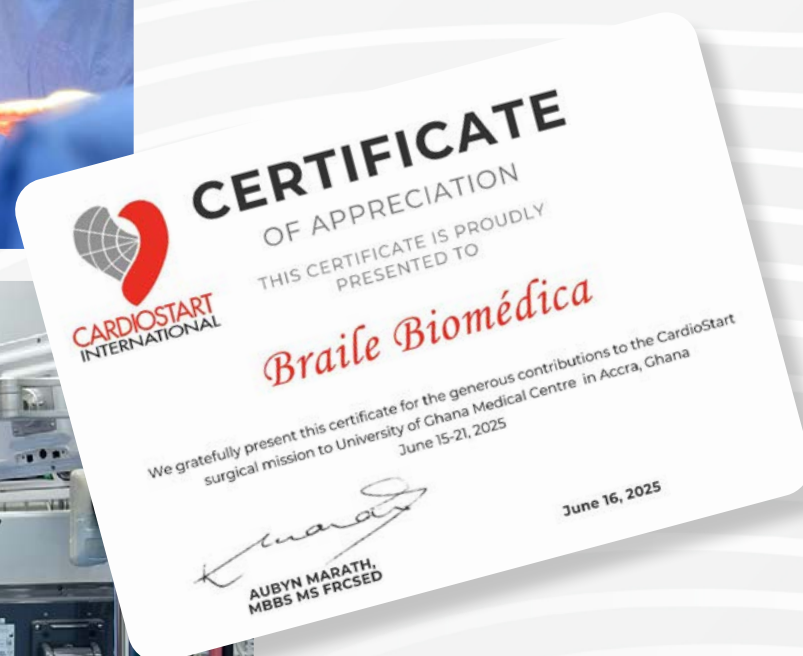 CERTIFICATE
OF APPRECIATION
THIS CERTIFICATE IS PROUDLY
PRESENTED TO
CARDIOSTART
INTERNATIONAL
Braile Biomédica
We gratefully present this certificate for the generous contributions to the CardioStart
surgical mission to University of Ghana Medical Centre in Accra, Ghana
June 15-21, 2025
June 16, 2025
AUBYN MARATH,
MBBS MS FRCSED